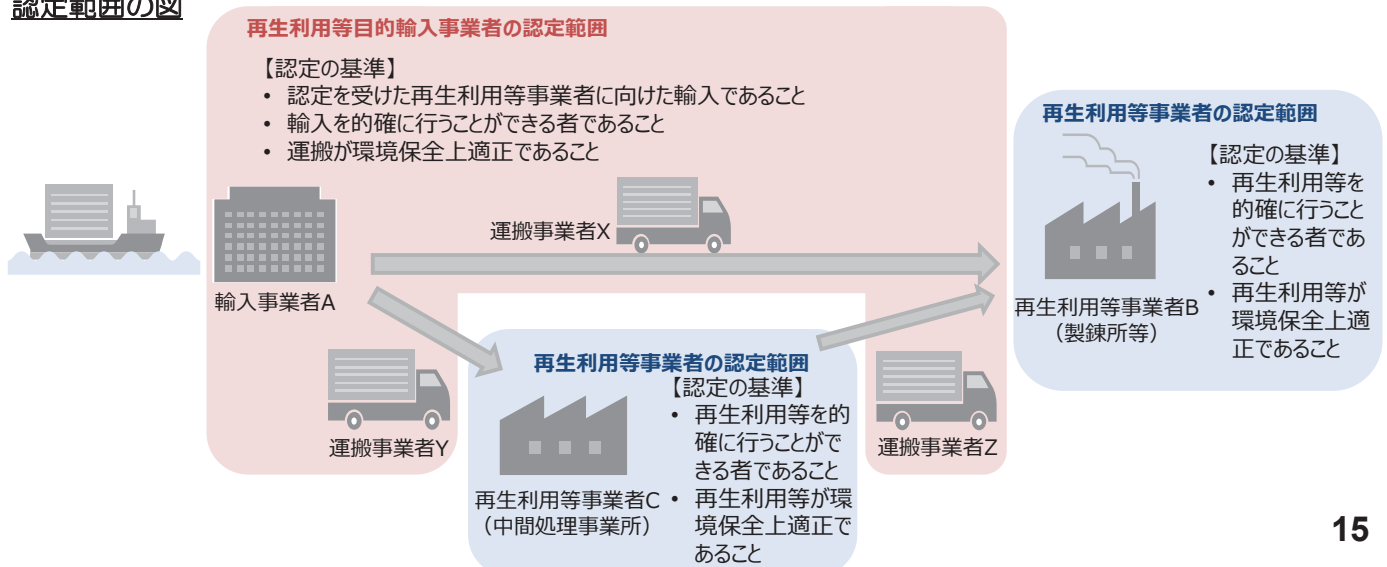 認定範囲の図
再生利用等目的輸入事業者の認定範囲
【認定の基準】
• 認定を受けた再生利用等事業者に向けた輸入であること
• 輸入を的確に行うことができる者であること
• 運搬が環境保全上適正であること
運搬事業者X
輸入事業者A
運搬事業者Y
再生利用等事業者の認定範囲
【認定の基準】
• 再生利用等を的
確に行うことがで
きる者であること
• 再生利用等が環
境保全上適正で
あること
再生利用等事業者C
（中間処理事業所）
運搬事業者Z
再生利用等事業者の認定範囲
【認定の基準】
• 再生利用等を
的確に行うこと
ができる者であ
ること
• 再生利用等が
環境保全上適
正であること
再生利用等事業者B
（製錬所等）
15